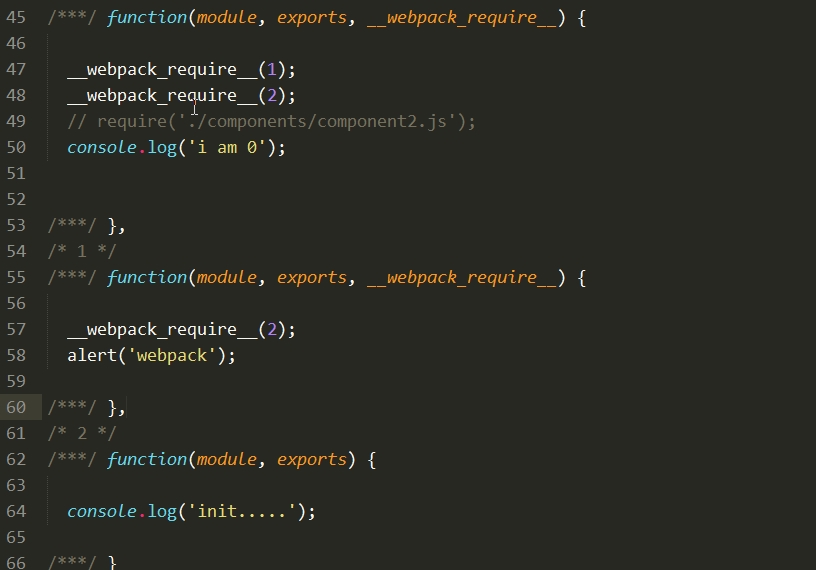 45 /***/ function(module, exports, __webpack_require__) {
46
47 __webpack_require__(1);
48 __webpack_require__(2);
49 // require('./components/component2.js');
50 console.log('i am 0');
51
52
53 /***/ },
54 /* 1 */
55 /***/ function(module, exports, __webpack_require__) {
56
57 __webpack_require__(2);
58 alert('webpack');
59
60 /***/ },
61 /* 2 */
62 /***/ function(module, exports) {
63
64 console.log('init.....');
65
66 /***/ }